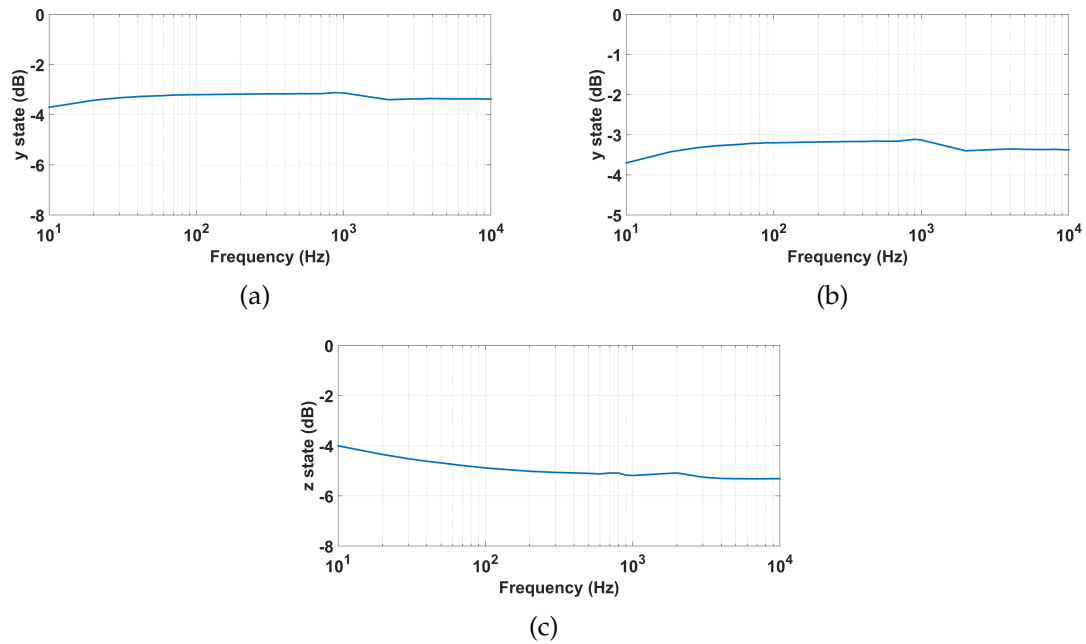 0
-2
-4
-6
-8
y state (dB)
10^1 10^2 10^3 10^4
Frequency (Hz)
(a)
0
-1
-2
-3
-4
-5
y state (dB)
10^1 10^2 10^3 10^4
Frequency (Hz)
(b)
0
-2
-4
-6
-8
z state (dB)
10^1 10^2 10^3 10^4
Frequency (Hz)
(c)